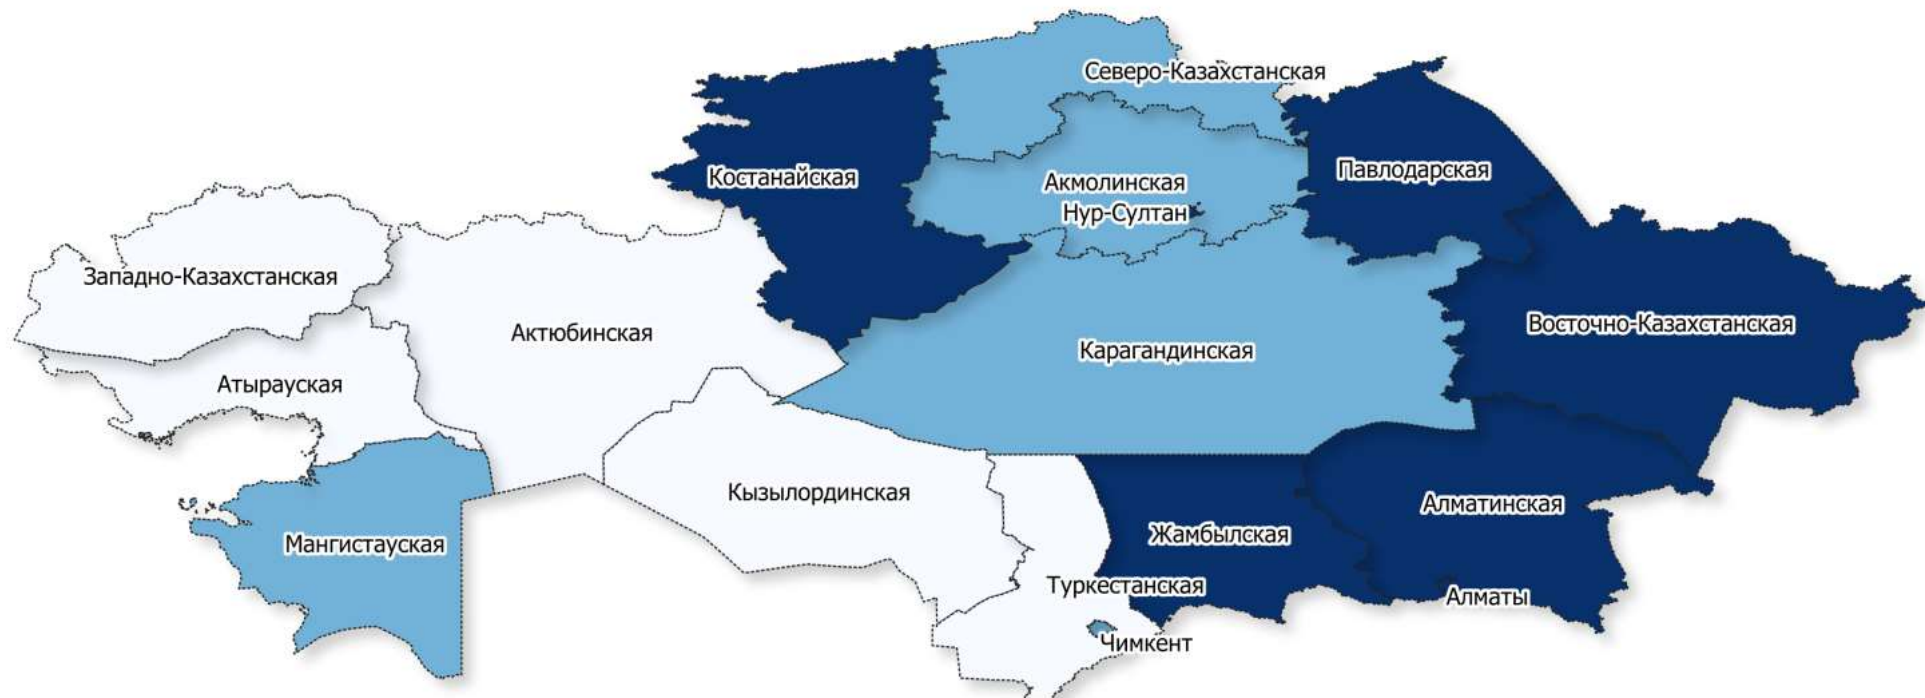 Северо-Казахстанская
Костанайская
Акмолинская
Павлодарская
Нур-Султан
Западно-Казахстанская
Актюбинская
Восточно-Казахстанская
Карагандинская
Атырауская
Кызылординская
Алматинская
Мангистауская
Жамбылская
Туркестанская
Алматы
Чимкент